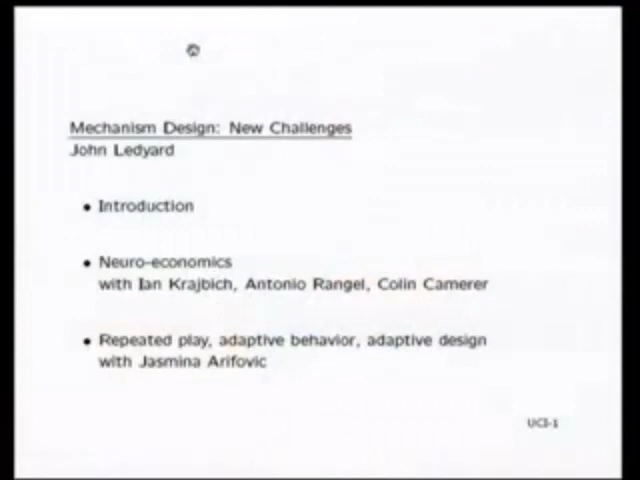 Mechanism Design: New Challenges
John Ledyard
• Introduction
• Neuro-economics
with Ian Krajbich, Antonio Rangel, Colin Camerer
• Repeated play, adaptive behavior, adaptive design
with Jasmina Arifovic
UCI-1